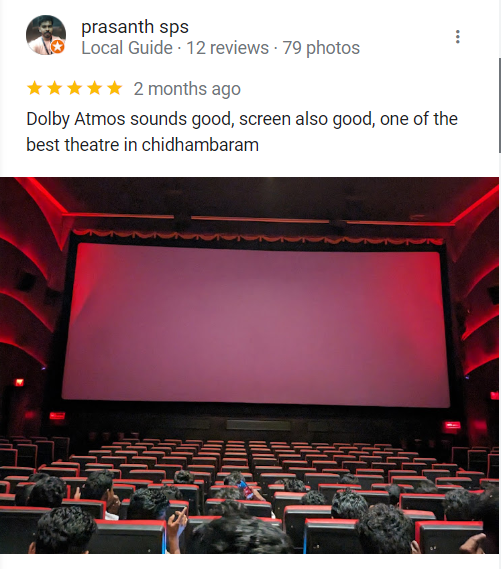 prasanth sps
Local Guide · 12 reviews · 79 photos
2 months ago
Dolby Atmos sounds good, screen also good, one of the
best theatre in chidhambaram